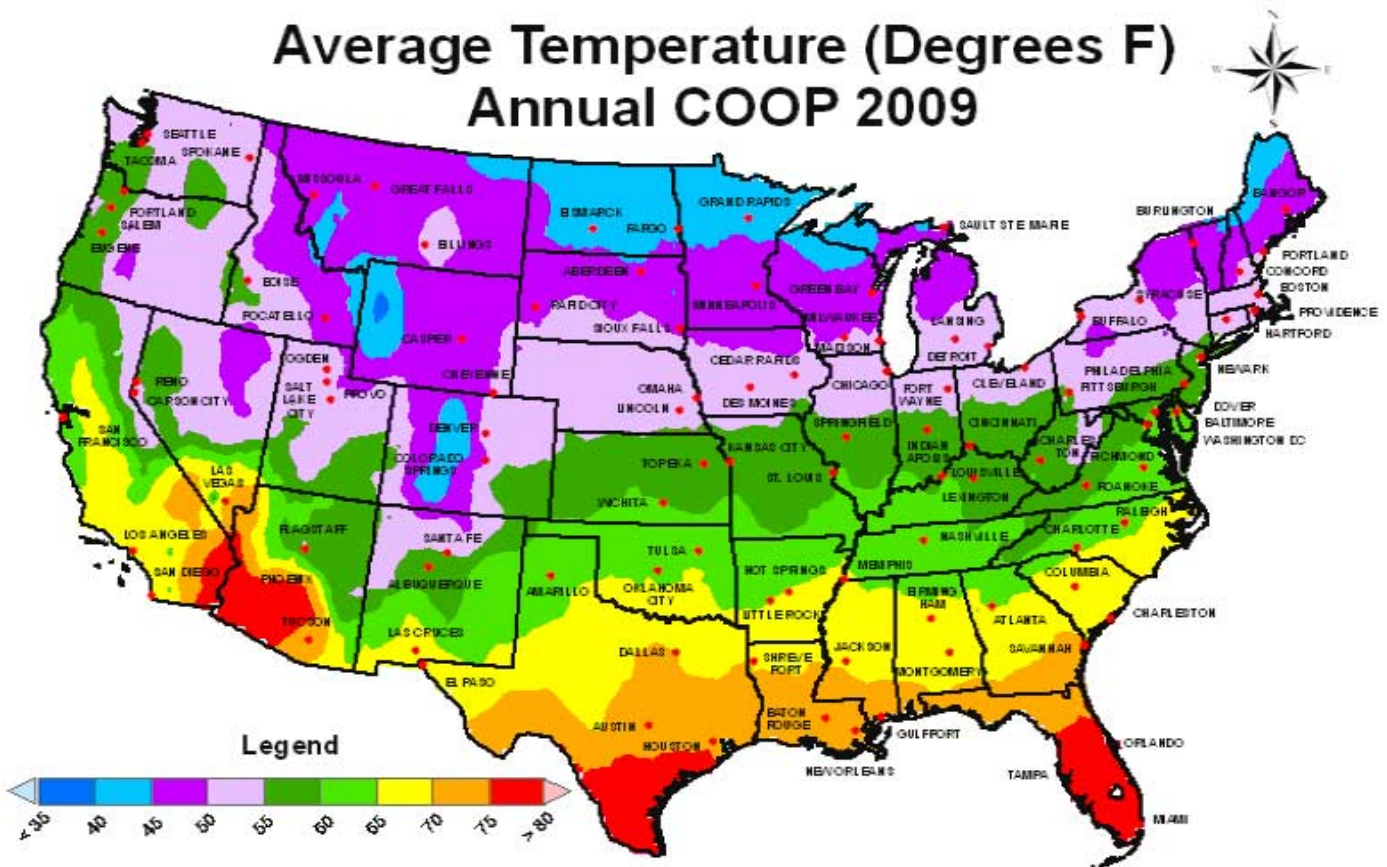 Average Temperature (Degrees F)
Annual COOP 2009
N
W
E
S
SEATTLE
SPOKANE
TACOMA
MISSOULA
GREAT FALLS
PORTLAND
SALEM
EUGENE
BILLINGS
BISMARCK
FARGO
GRAND RAPIDS
SAULT STE MARIE
BURLINGTON
BANGOR
PORTLAND
CONCORD
BOSTON
PROVIDENCE
HARTFORD
BOISE
POCATELLO
ABERDEEN
RAPID CITY
SIOUX FALLS
MINNEAPOLIS
GREEN BAY
MILWAUKEE
MADISON
LANSING
DETROIT
SYRACUSE
BUFFALO
CASPER
CHEYENNE
OGDEN
SALT
LAKE
CITY
PROVO
RENO
CARSON CITY
OMAHA
LINCOLN
CEDAR RAPIDS
DES MOINES
CHICAGO
FORT
WAYNE
CLEVELAND
PHILADELPHIA
PITTSBURGH
NEWARK
DOVER
BALTIMORE
WASHINGTON DC
SAN
FRANCISCO
DENVER
COLORADO
SPRINGS
TOPEKA
KANSAS CITY
WICHITA
ST. LOUIS
SPRINGFIELD
INDIAN
APOLIS
CINCINNATI
LOUISVILLE
LEXINGTON
CHARLES
TON
RICHMOND
ROANOKE
RALEIGH
CHARLOTTE
LAS
VEGAS
LOS ANGELES
SAN DIEGO
FLAGSTAFF
PHOENIX
TUCSON
SANTA FE
ALBUQUERQUE
LAS CRUCES
EL PASO
AMARILLO
TULSA
OKLAHOMA
CITY
HOT SPRINGS
LITTLE ROCK
MEMPHIS
NASHVILLE
BIRMING
HAM
ATLANTA
COLUMBIA
CHARLESTON
SAVANNAH
DALLAS
SHREVE
PORT
JACKSON
MONTGOMERY
AUSTIN
HOUSTON
BATON
ROUGE
NEW ORLEANS
GULFPORT
ORLANDO
TAMPA
MIAMI
Legend
< 35
40
45
50
55
60
65
70
75
> 80